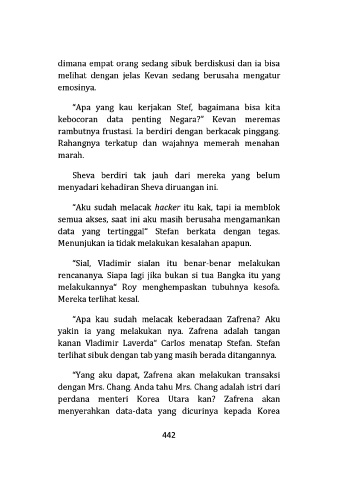 dimana empat orang sedang sibuk berdiskusi dan ia bisa
melihat dengan jelas Kevan sedang berusaha mengatur
emosinya.
"Apa yang kau kerjakan Stef, bagaimana bisa kita
kebocoran data penting Negara?" Kevan meremas
rambutnya frustasi. Ia berdiri dengan berkacak pinggang.
Rahangnya terkatup dan wajahnya memerah menahan
marah.
Sheva berdiri tak jauh dari mereka yang belum
menyadari kehadiran Sheva diruangan ini.
"Aku sudah melacak hacker itu kak, tapi ia memblok
semua akses, saat ini aku masih berusaha mengamankan
data yang tertinggal" Stefan berkata dengan tegas.
Menunjukan ia tidak melakukan kesalahan apapun.
"Sial, Vladimir sialan itu benar-benar melakukan
rencananya. Siapa lagi jika bukan si tua Bangka itu yang
melakukannya" Roy menghempaskan tubuhnya kesofa.
Mereka terlihat kesal.
"Apa kau sudah melacak keberadaan Zafrena? Aku
yakin ia yang melakukan nya. Zafrena adalah tangan
kanan Vladimir Laverda" Carlos menatap Stefan. Stefan
terlihat sibuk dengan tab yang masih berada ditangannya.
"Yang aku dapat, Zafrena akan melakukan transaksi
dengan Mrs. Chang. Anda tahu Mrs. Chang adalah istri dari
perdana menteri Korea Utara kan? Zafrena akan
menyerahkan data-data yang dicurinya kepada Korea
442